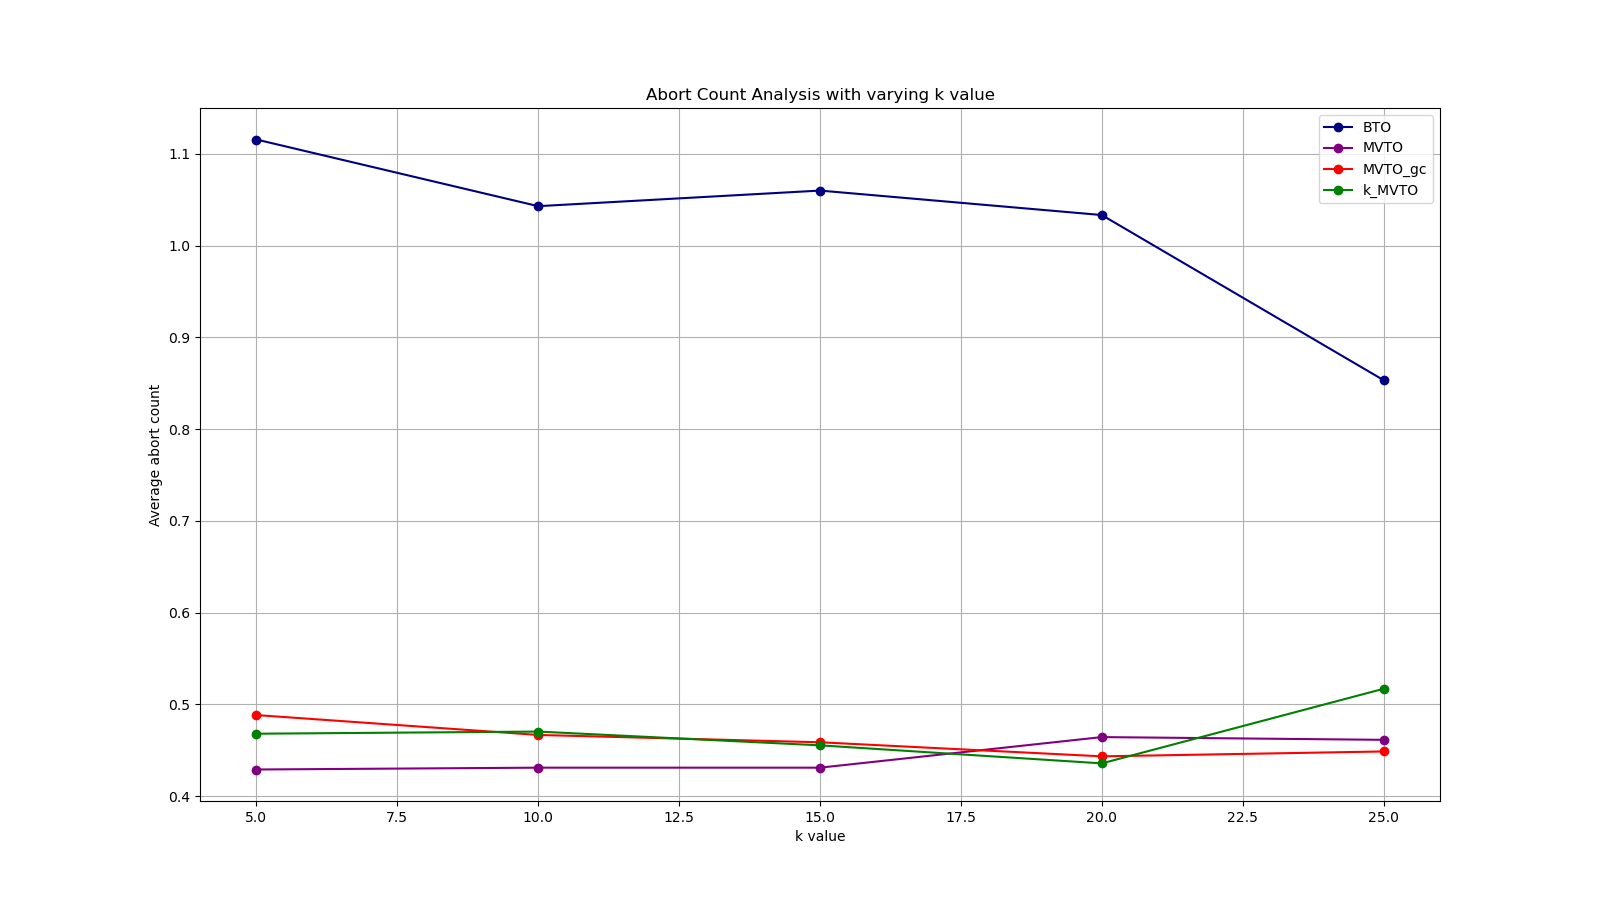 Abort Count Analysis with varying k value
BTO
MVTO
MVTO_gc
k_MVTO
Average abort count
1.1
1.0
0.9
0.8
0.7
0.6
0.5
0.4
5.0
7.5
10.0
12.5
15.0
17.5
20.0
22.5
25.0
k value